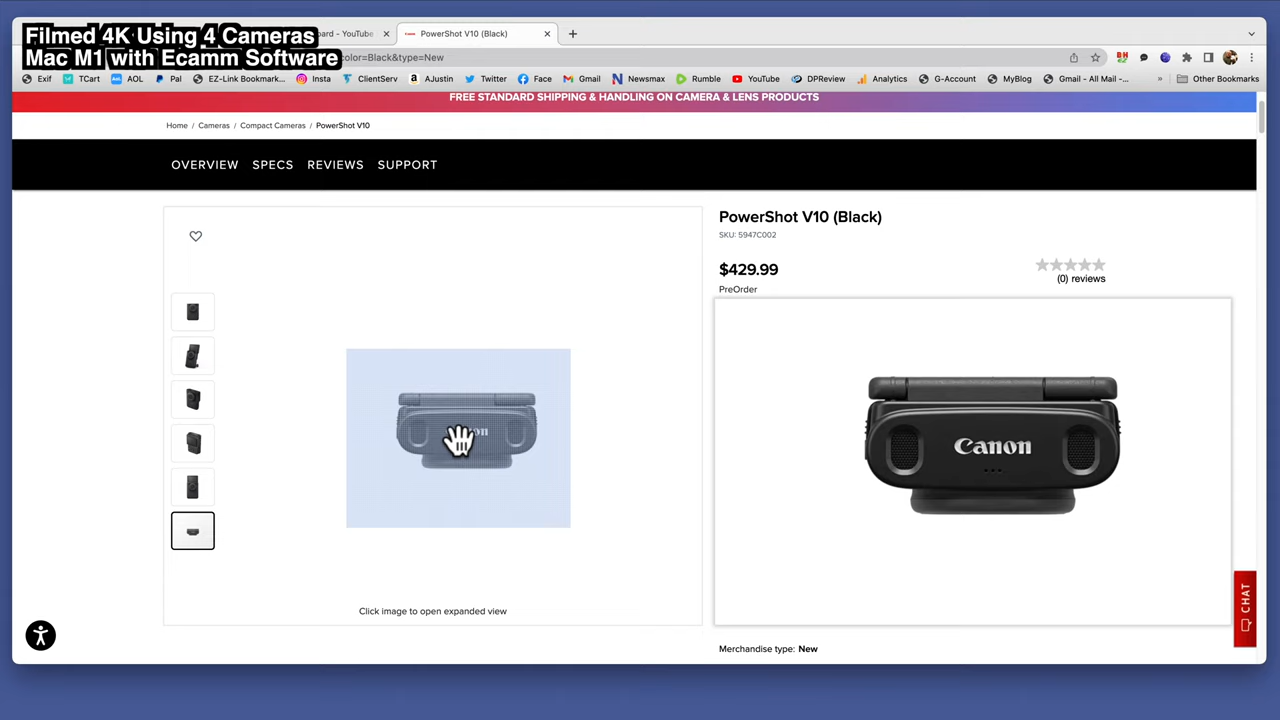 Filmed 4K Using 4 Cameras
Mac M1 with Ecamm Software
- YouTube
PowerShot V10 (Black)
color=Black&type=New
Exif
TCart
AOL
Pal
EZ-Link Bookmark...
Insta
ClientServ
AJustin
Twitter
Face
Gmail
Newsmax
Rumble
YouTube
DPReview
Analytics
G-Account
MyBlog
Gmail - All Mail -...
»
Other Bookmarks
FREE STANDARD SHIPPING & HANDLING ON CAMERA & LENS PRODUCTS
Home / Cameras / Compact Cameras / PowerShot V10
OVERVIEW SPECS REVIEWS SUPPORT
PowerShot V10 (Black)
SKU: 5947C002
$429.99
(0) reviews
PreOrder
Canon
Click image to open expanded view
CHAT
Merchandise type: New